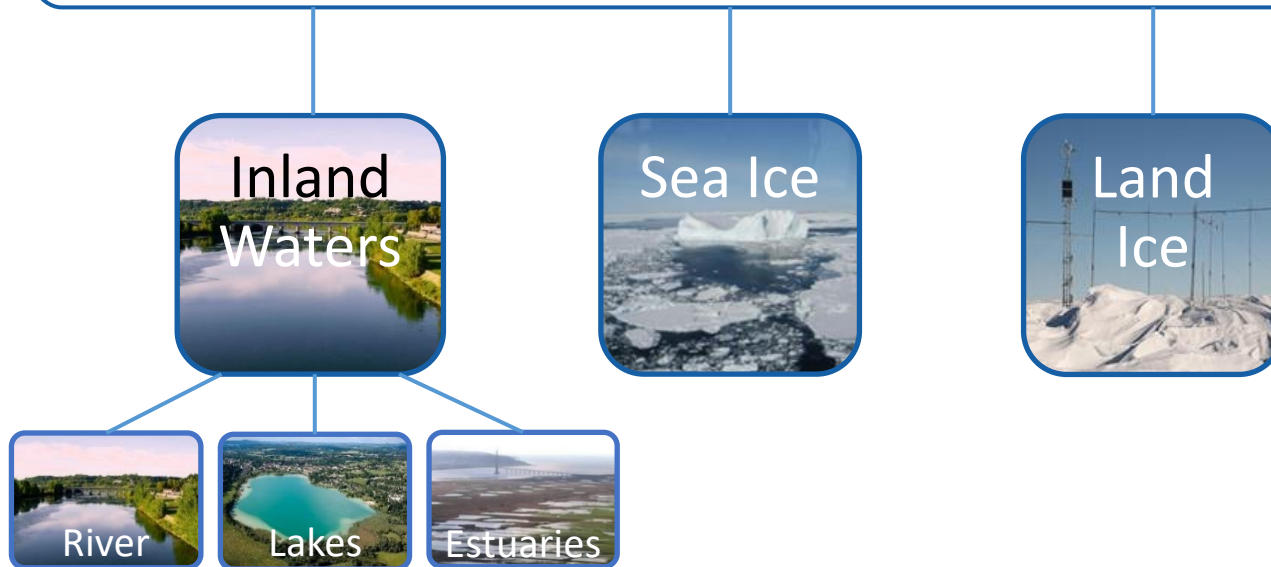 Inland
Waters
Sea Ice
Land
Ice
River
Lakes
Estuaries